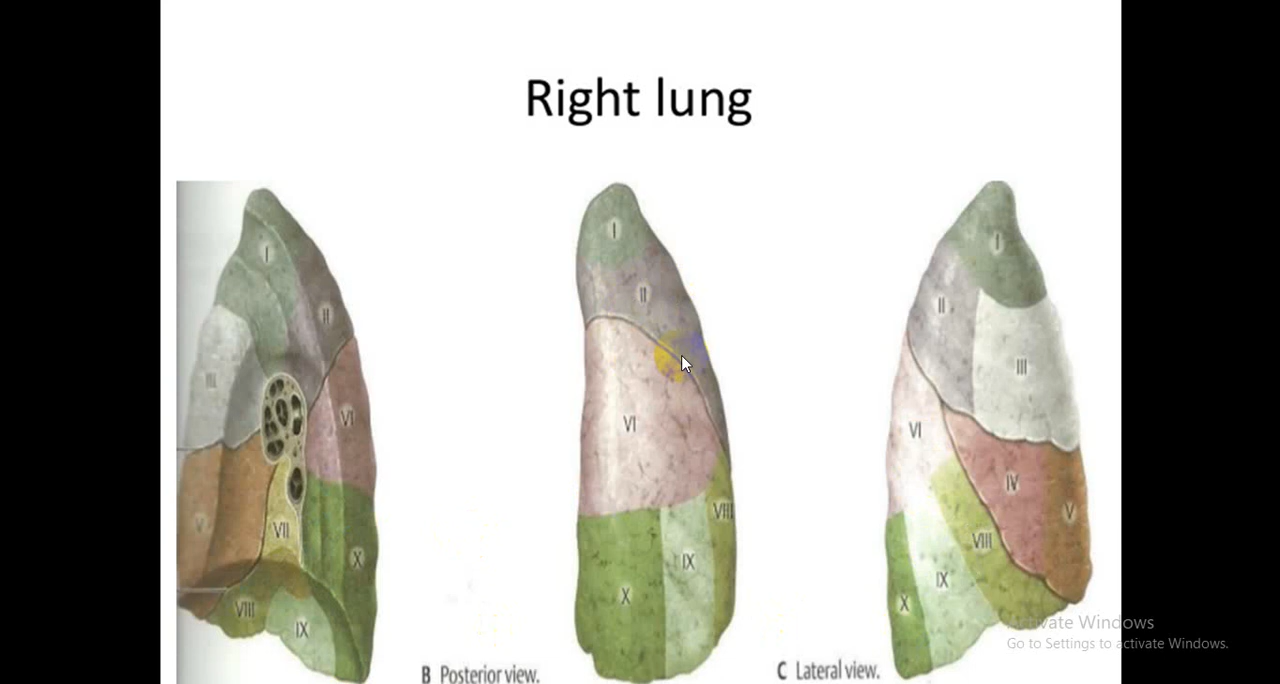 Right lung
I
II
III
VI
V
VII
X
VIII
IX
I
II
VI
VIII
IX
X
B Posterior view.
I
II
III
VI
IV
V
VIII
IX
X
C Lateral view.
Activate Windows
Go to Settings to activate Windows.